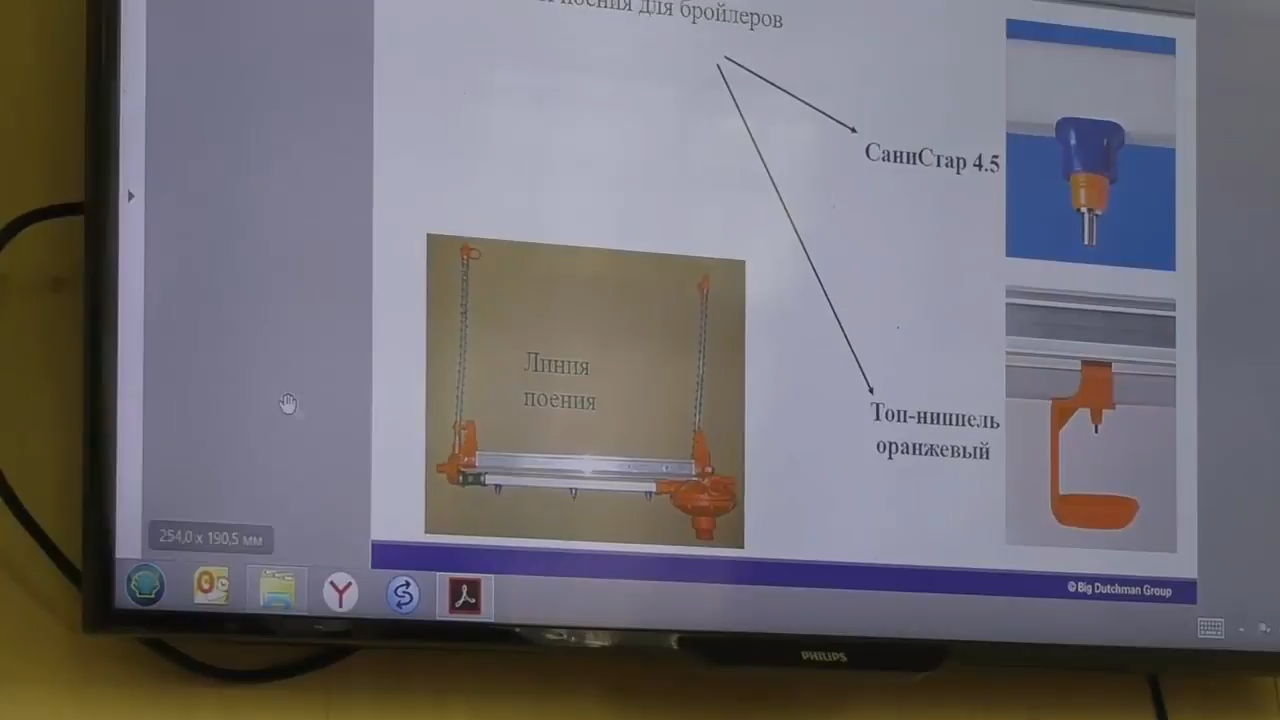 поения для бройлеров
СаниСтар 4.5
Линия
поения
Топ-ниппель
оранжевый
254,0 x 190,5 мм
© Big Dutchman Group
PHILIPS